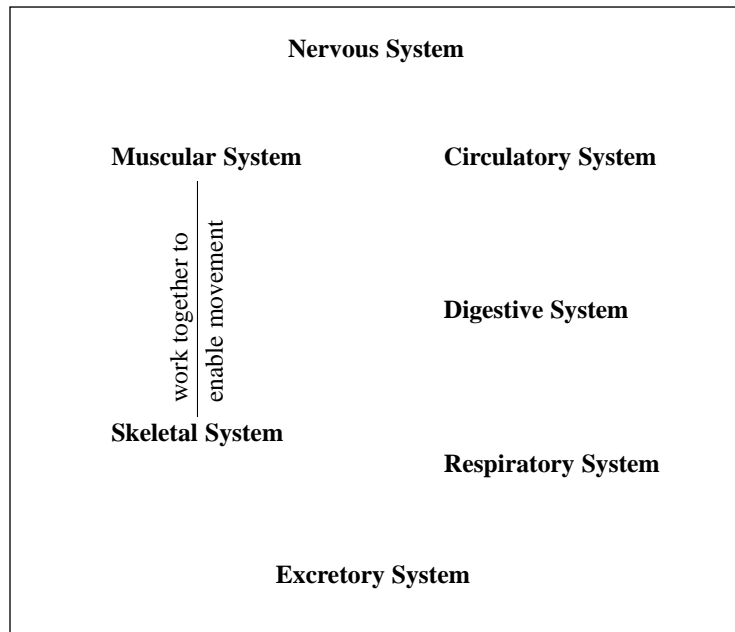 Nervous System
Muscular System
Circulatory System
work together to
enable movement
Digestive System
Skeletal System
Respiratory System
Excretory System